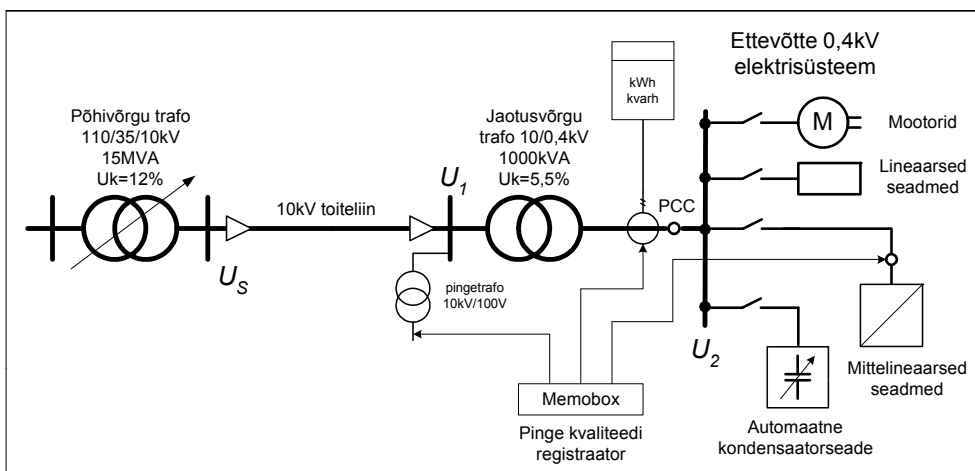 Ettevõtte 0,4kV
elektrisüsteem
Põhivõrgu trafo
110/35/10kV
15MVA
Uk=12%
Jaotusvõrgu
trafo 10/0,4kV
1000kVA
Uk=5,5%
kWh
kvarh
M
Mootorid
Lineaarsed
seadmed
10kV toiteliin
U1
PCC
US
pingetrafo
10kV/100V
U2
Mittelineaarsed
seadmed
Memobox
Pinge kvaliteedi
registraator
Automaatne
kondensaatorseade